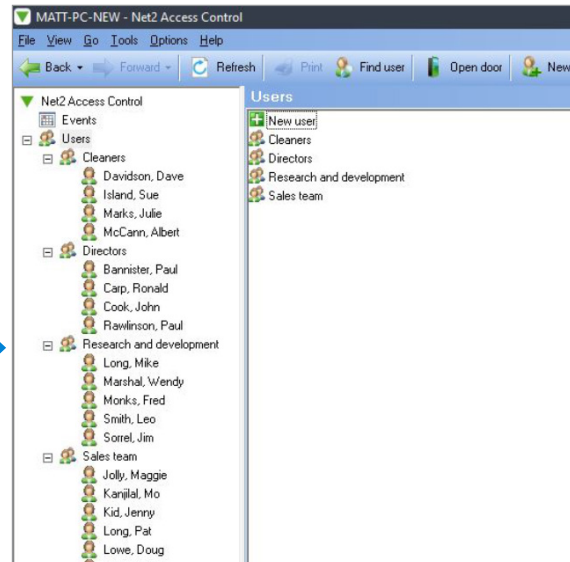 MATT-PC-NEW - Net2 Access Control
File View Go Tools Options Help
Back Forward Refresh Print Find user Open door New
Net2 Access Control
Events
Users
Cleaners
Davidson, Dave
Island, Sue
Marks, Julie
McCann, Albert
Directors
Bannister, Paul
Carp, Ronald
Cook, John
Rawlinson, Paul
Research and development
Long, Mike
Marshal, Wendy
Monks, Fred
Smith, Leo
Sorrel, Jim
Sales team
Jolly, Maggie
Kanjilal, Mo
Kid, Jenny
Long, Pat
Lowe, Doug
Users
New user
Cleaners
Directors
Research and development
Sales team